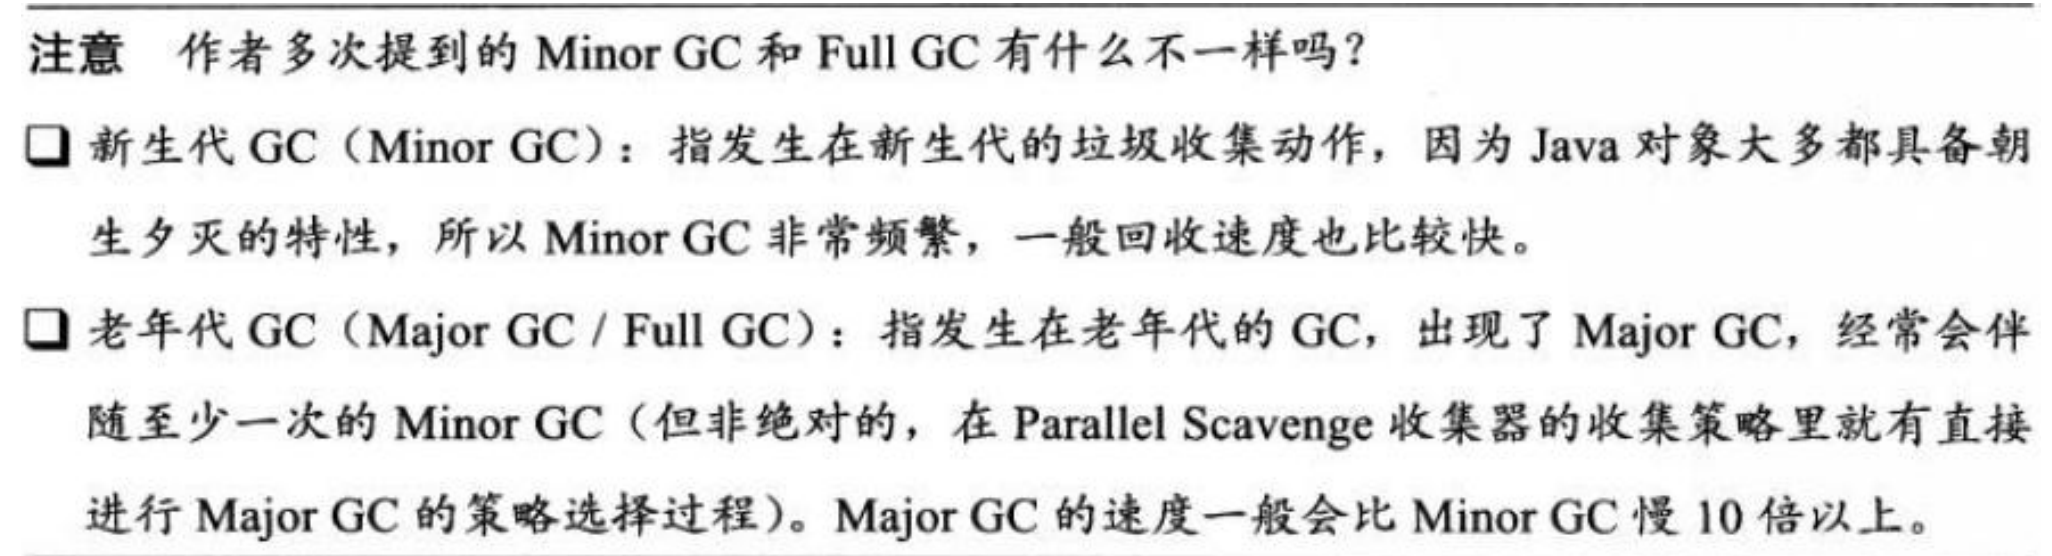 注意 作者多次提到的 Minor GC 和 Full GC 有什么不一样吗?
❑ 新生代 GC（Minor GC）：指发生在新生代的垃圾收集动作，因为 Java 对象大多都具备朝
生夕灭的特性，所以 Minor GC 非常频繁，一般回收速度也比较快。
❑ 老年代 GC（Major GC / Full GC）：指发生在老年代的 GC，出现了 Major GC，经常会伴
随至少一次的 Minor GC（但非绝对的，在 Parallel Scavenge 收集器的收集策略里就有直接
进行 Major GC 的策略选择过程）。Major GC 的速度一般会比 Minor GC 慢 10 倍以上。